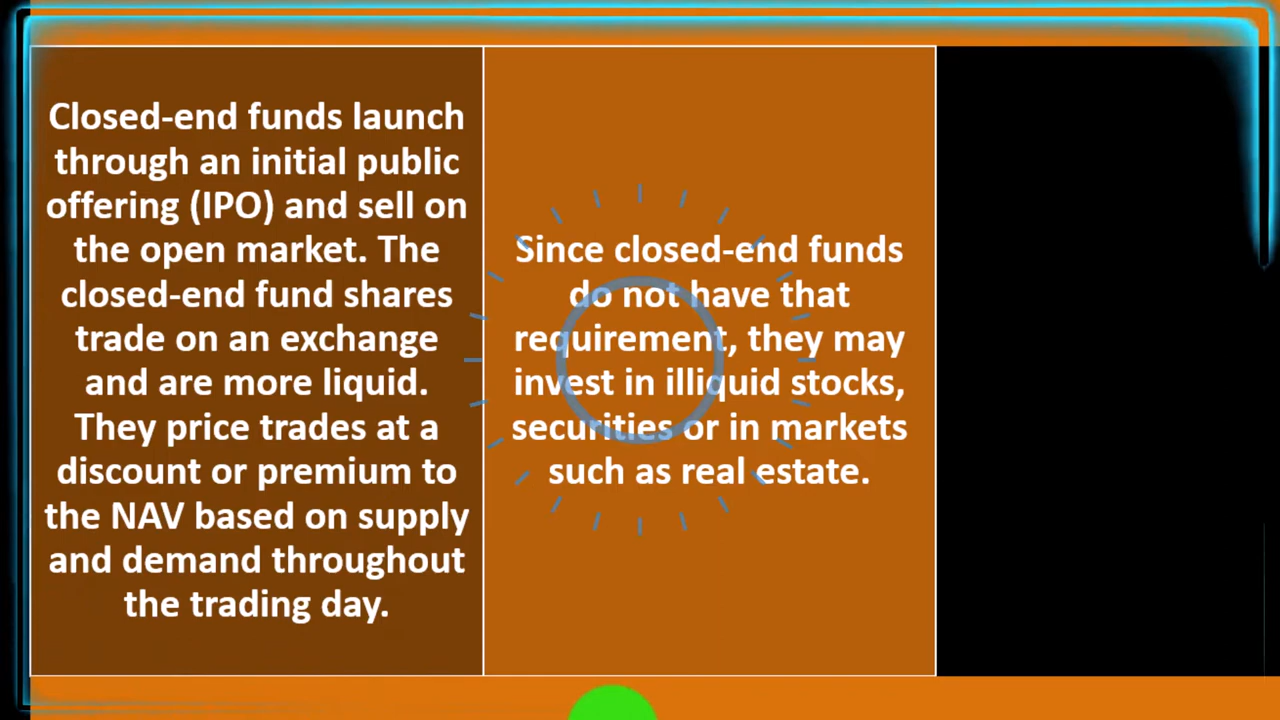 Closed-end funds launch
through an initial public
offering (IPO) and sell on
the open market. The
closed-end fund shares
trade on an exchange
and are more liquid.
They price trades at a
discount or premium to
the NAV based on supply
and demand throughout
the trading day.
Since closed-end funds
do not have that
requirement, they may
invest in illiquid stocks,
securities or in markets
such as real estate.